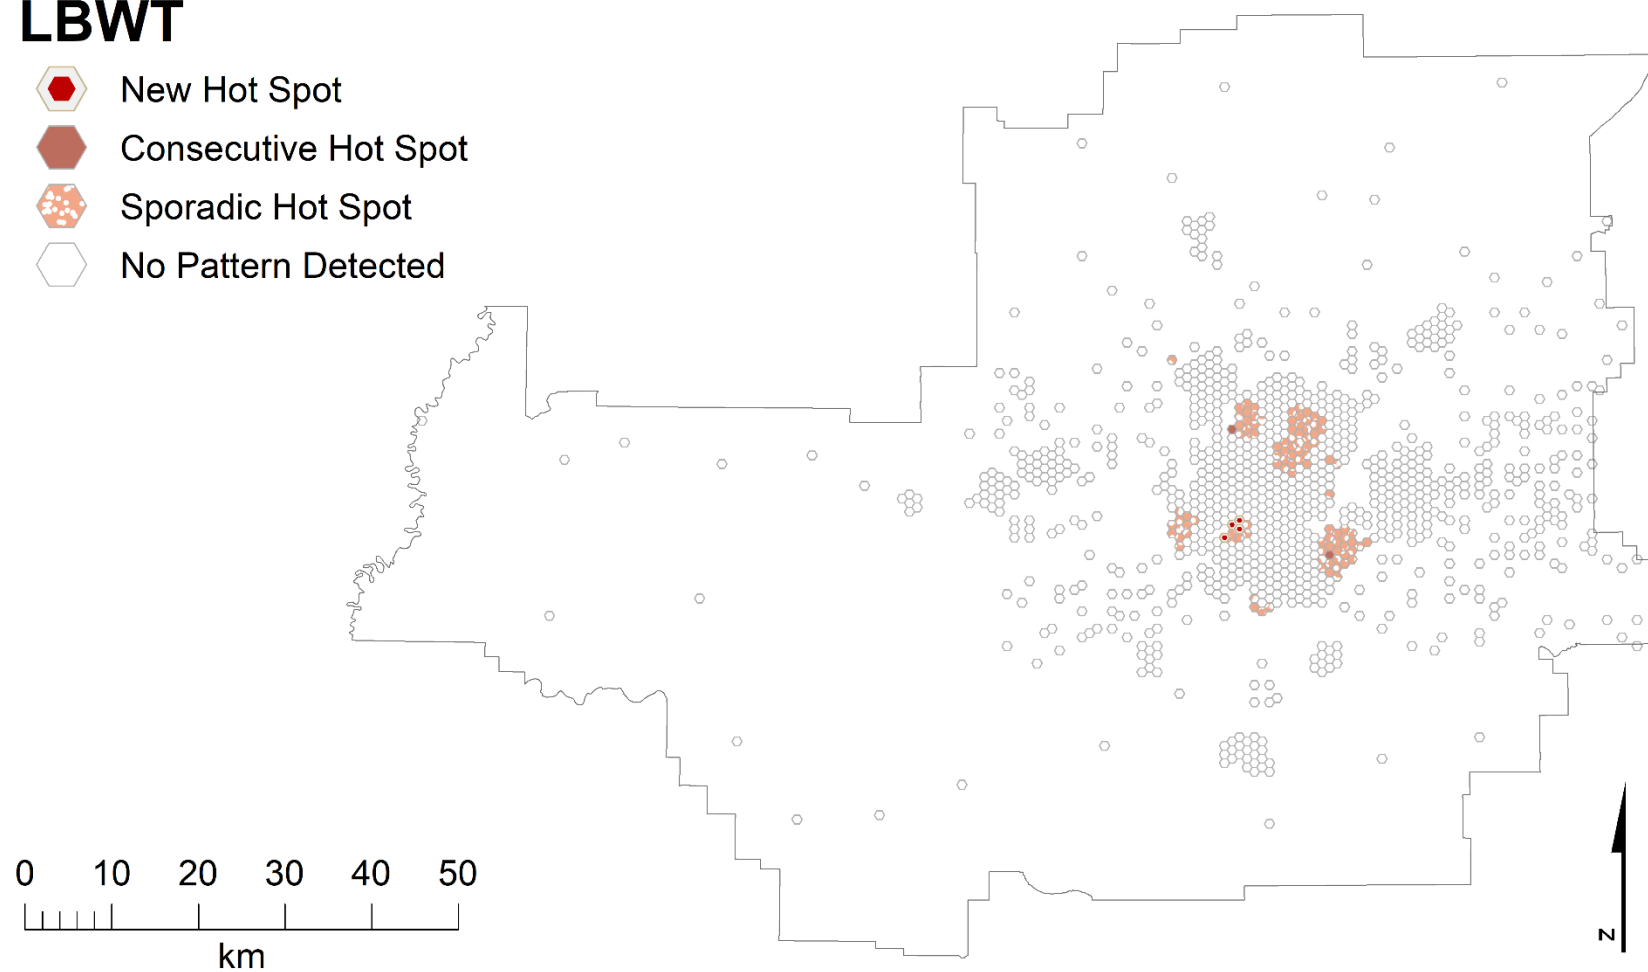 LBWT
New Hot Spot
Consecutive Hot Spot
Sporadic Hot Spot
No Pattern Detected
0 10 20 30 40 50
km
N